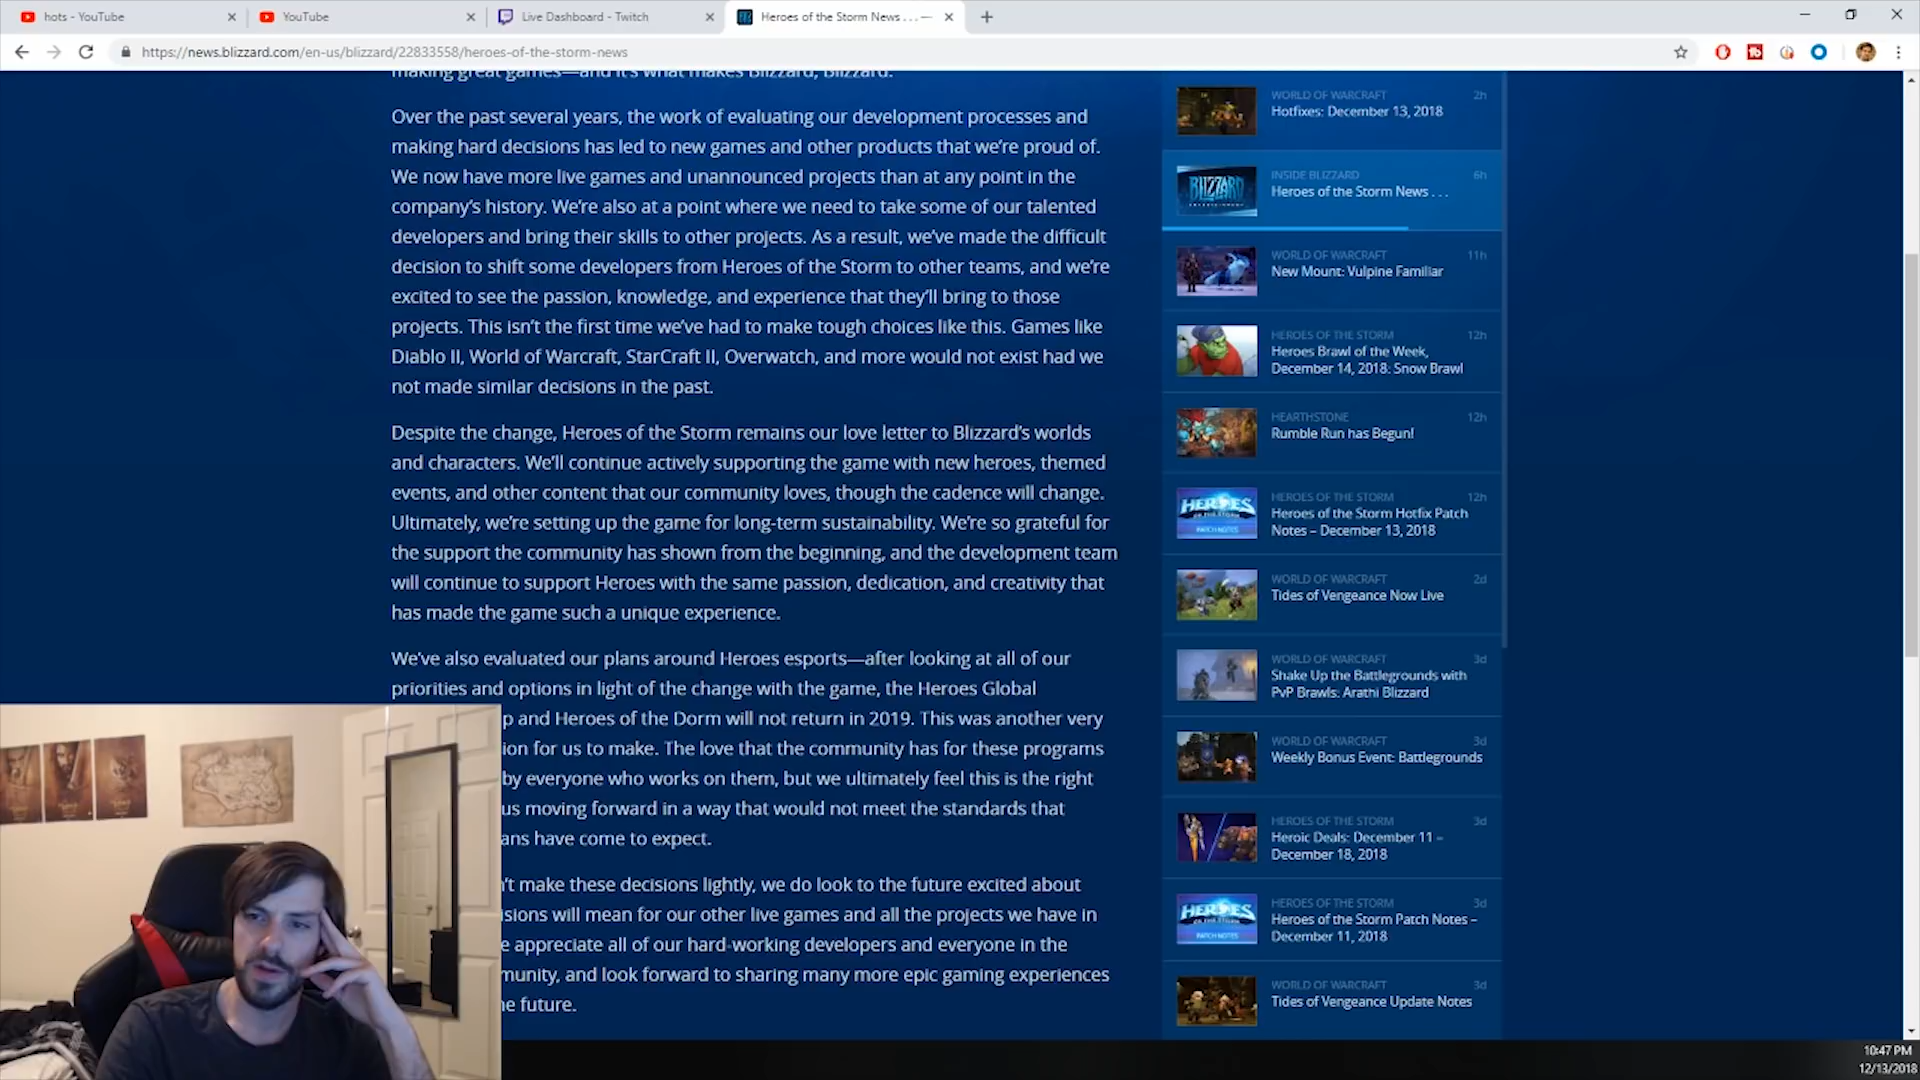 hots - YouTube
YouTube
Live Dashboard - Twitch
Heroes of the Storm News . . . —
https://news.blizzard.com/en-us/blizzard/22833558/heroes-of-the-storm-news
making great games—and it's what makes Blizzard, Blizzard.
Over the past several years, the work of evaluating our development processes and
making hard decisions has led to new games and other products that we're proud of.
We now have more live games and unannounced projects than at any point in the
company's history. We're also at a point where we need to take some of our talented
developers and bring their skills to other projects. As a result, we've made the difficult
decision to shift some developers from Heroes of the Storm to other teams, and we're
excited to see the passion, knowledge, and experience that they'll bring to those
projects. This isn't the first time we've had to make tough choices like this. Games like
Diablo II, World of Warcraft, StarCraft II, Overwatch, and more would not exist had we
not made similar decisions in the past.
Despite the change, Heroes of the Storm remains our love letter to Blizzard's worlds
and characters. We'll continue actively supporting the game with new heroes, themed
events, and other content that our community loves, though the cadence will change.
Ultimately, we're setting up the game for long-term sustainability. We're so grateful for
the support the community has shown from the beginning, and the development team
will continue to support Heroes with the same passion, dedication, and creativity that
has made the game such a unique experience.
We've also evaluated our plans around Heroes esports—after looking at all of our
priorities and options in light of the change with the game, the Heroes Global
p and Heroes of the Dorm will not return in 2019. This was another very
ion for us to make. The love that the community has for these programs
by everyone who works on them, but we ultimately feel this is the right
us moving forward in a way that would not meet the standards that
ans have come to expect.
't make these decisions lightly, we do look to the future excited about
isions will mean for our other live games and all the projects we have in
e appreciate all of our hard-working developers and everyone in the
munity, and look forward to sharing many more epic gaming experiences
he future.
WORLD OF WARCRAFT 2h
Hotfixes: December 13, 2018
BLIZZARD
ENTERTAINMENT
INSIDE BLIZZARD 6h
Heroes of the Storm News . . .
WORLD OF WARCRAFT 11h
New Mount: Vulpine Familiar
HEROES OF THE STORM 12h
Heroes Brawl of the Week,
December 14, 2018: Snow Brawl
HEARTHSTONE 12h
Rumble Run has Begun!
HEROES
OF THE STORM
PATCH NOTES
HEROES OF THE STORM 12h
Heroes of the Storm Hotfix Patch
Notes – December 13, 2018
WORLD OF WARCRAFT 2d
Tides of Vengeance Now Live
WORLD OF WARCRAFT 3d
Shake Up the Battlegrounds with
PvP Brawls: Arathi Blizzard
WORLD OF WARCRAFT 3d
Weekly Bonus Event: Battlegrounds
HEROES OF THE STORM 3d
Heroic Deals: December 11 –
December 18, 2018
HEROES
OF THE STORM
PATCH NOTES
HEROES OF THE STORM 3d
Heroes of the Storm Patch Notes –
December 11, 2018
WORLD OF WARCRAFT 3d
Tides of Vengeance Update Notes
10:47 PM
12/13/2018